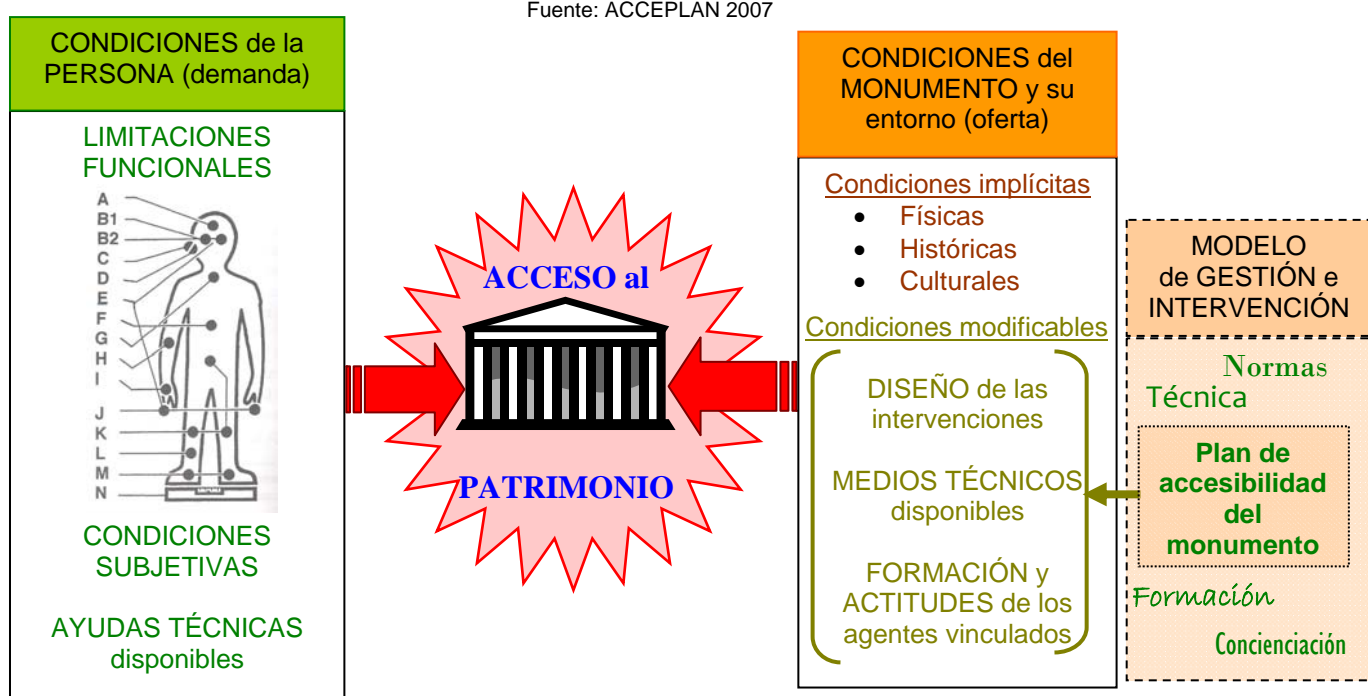 Fuente: ACCEPLAN 2007
CONDICIONES de la
PERSONA (demanda)
LIMITACIONES
FUNCIONALES
A
B1
B2
C
D
E
F
G
H
I
J
K
L
M
N
CONDICIONES
SUBJETIVAS
AYUDAS TÉCNICAS
disponibles
ACCESO al
PATRIMONIO
CONDICIONES del
MONUMENTO y su
entorno (oferta)
Condiciones implícitas
• Físicas
• Históricas
• Culturales
Condiciones modificables
DISEÑO de las
intervenciones
MEDIOS TÉCNICOS
disponibles
FORMACIÓN y
ACTITUDES de los
agentes vinculados
MODELO
de GESTIÓN e
INTERVENCIÓN
Normas
Técnica
Plan de
accesibilidad
del
monumento
Formación
Concienciación